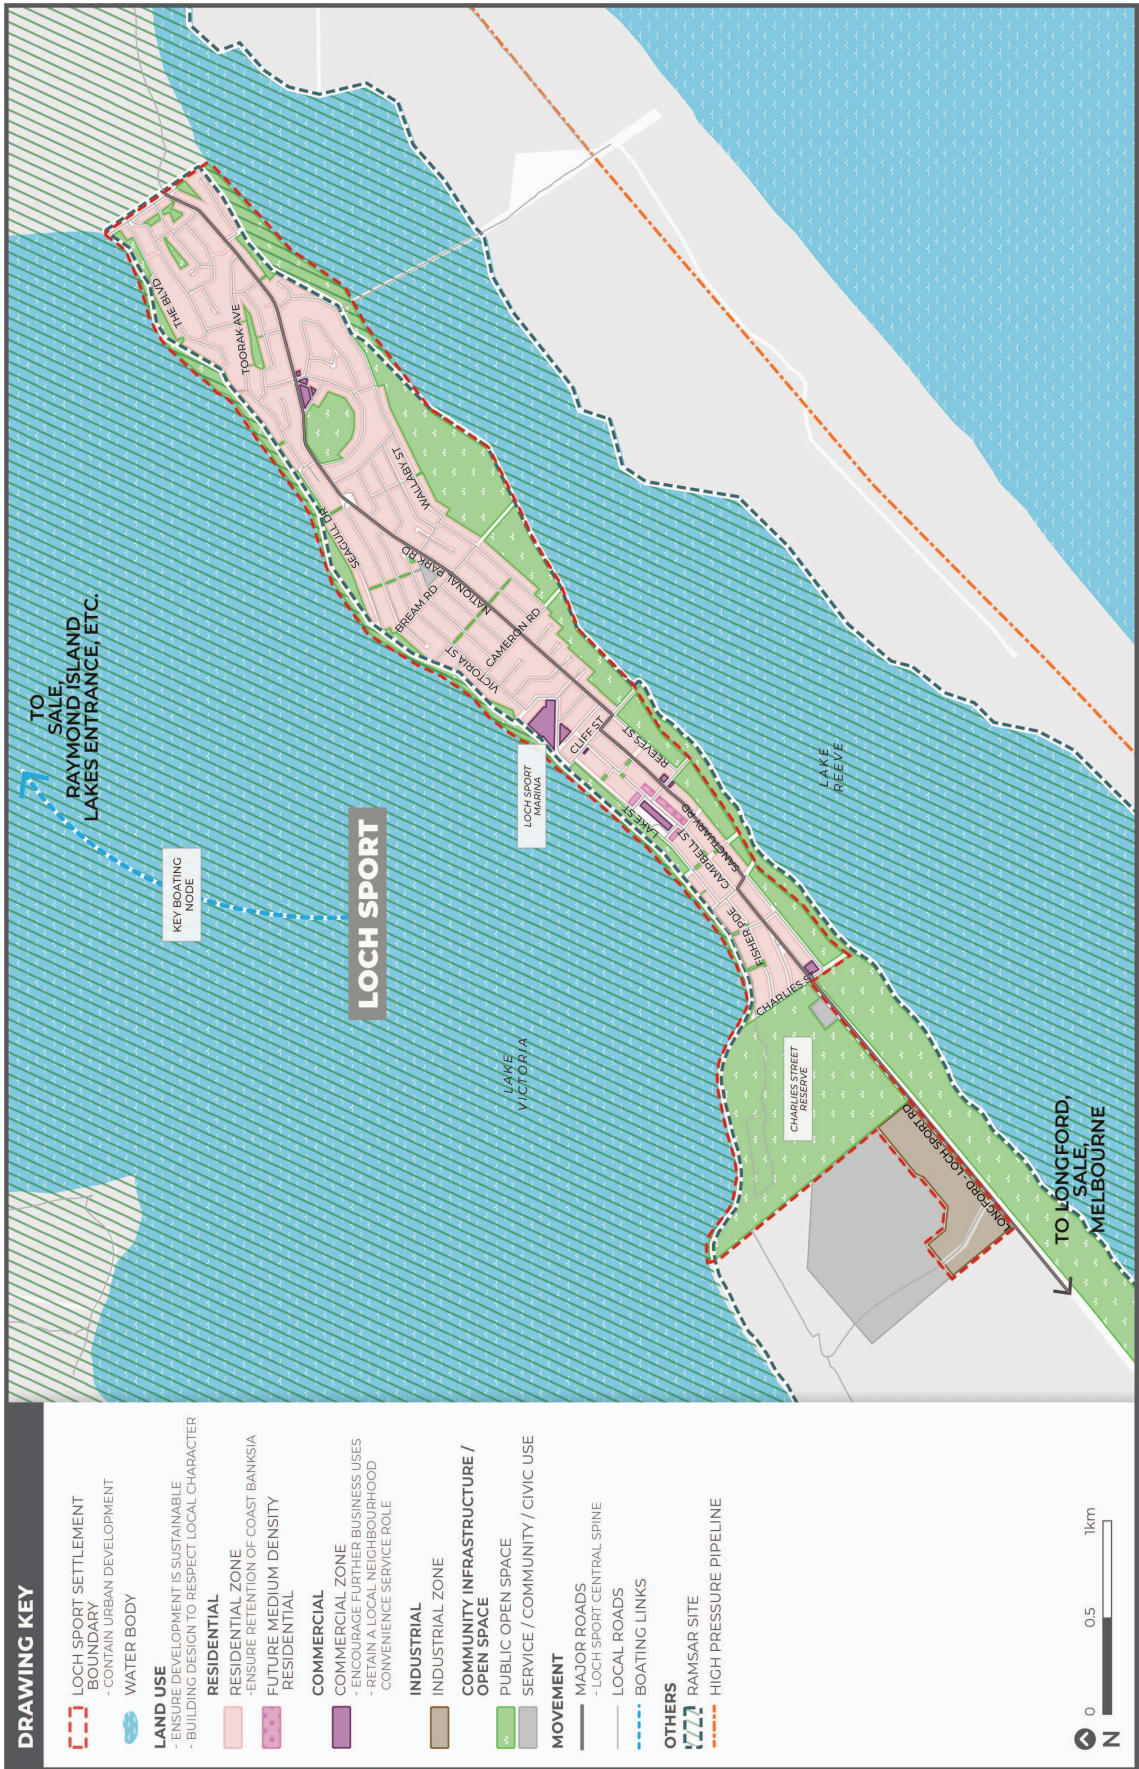 DRAWING KEY
LOCH SPORT SETTLEMENT
BOUNDARY
- CONTAIN URBAN DEVELOPMENT
WATER BODY
LAND USE
- ENSURE DEVELOPMENT IS SUSTAINABLE
- BUILDING DESIGN TO RESPECT LOCAL CHARACTER
RESIDENTIAL
RESIDENTIAL ZONE
- ENSURE RETENTION OF COAST BANKSIA
FUTURE MEDIUM DENSITY
RESIDENTIAL
COMMERCIAL
COMMERCIAL ZONE
- ENCOURAGE FURTHER BUSINESS USES
- RETAIN A LOCAL NEIGHBOURHOOD
CONVENIENCE SERVICE ROLE
INDUSTRIAL
INDUSTRIAL ZONE
COMMUNITY INFRASTRUCTURE /
OPEN SPACE
PUBLIC OPEN SPACE
SERVICE / COMMUNITY / CIVIC USE
MOVEMENT
MAJOR ROADS
- LOCH SPORT CENTRAL SPINE
LOCAL ROADS
BOATING LINKS
OTHERS
RAMSAR SITE
HIGH PRESSURE PIPELINE
N
0
0.5
1km
TO
SALE,
RAYMOND ISLAND
LAKES ENTRANCE, ETC.
KEY BOATING
NODE
LOCH SPORT
LOCH SPORT
MARINA
LAKE
VICTORIA
LAKE
REEVE
CHARLIES STREET
RESERVE
TO LONGFORD,
SALE,
MELBOURNE
LONGFORD - LOCH SPORT RD
CHARLIES S
FISHER PDE
CAMPBELL ST
SANCTUARY RD
LAKE ST
REEVES ST
CLIFF ST
CAMERON RD
VICTORIA ST
NATIONAL PARK RD
BREAM RD
SEAGULL DR
WALLABY ST
TOORAK AVE
THE BLVD